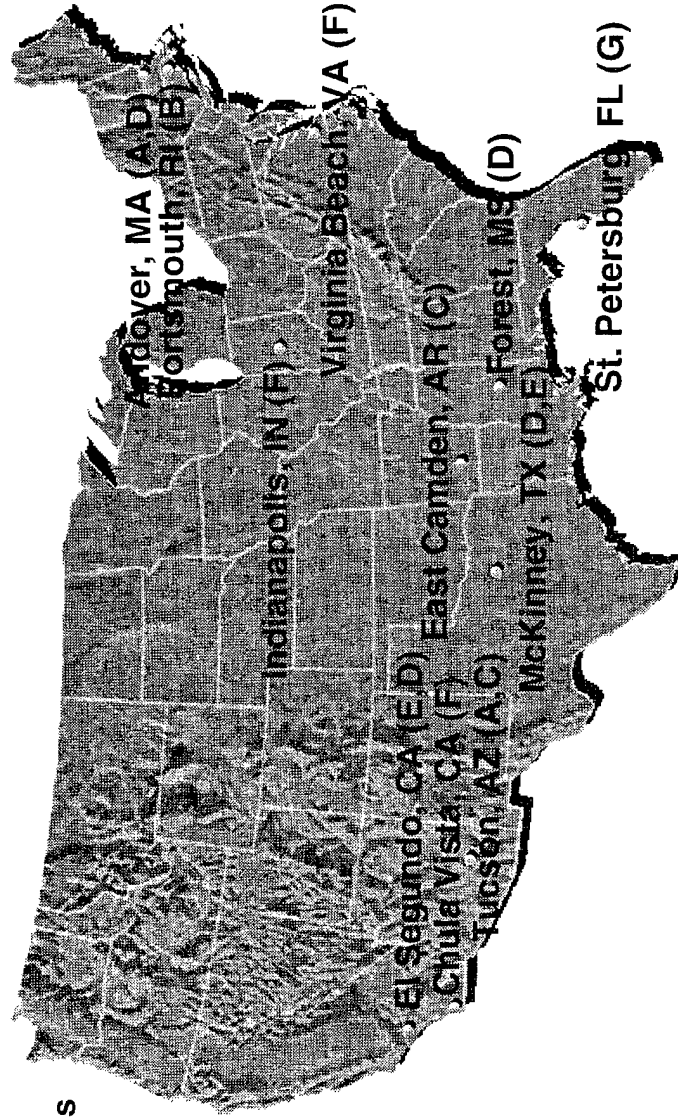 s
Andover, MA (A,D)
Portsmouth, RI (B)
Indianapolis, IN (F)
Virginia Beach, VA (F)
El Segundo, CA (E,D)
Chula Vista, CA (F)
Tucson, AZ (A,C)
East Camden, AR (C)
McKinney, TX (D,E)
Forest, MS (D)
St. Petersburg, FL (G)